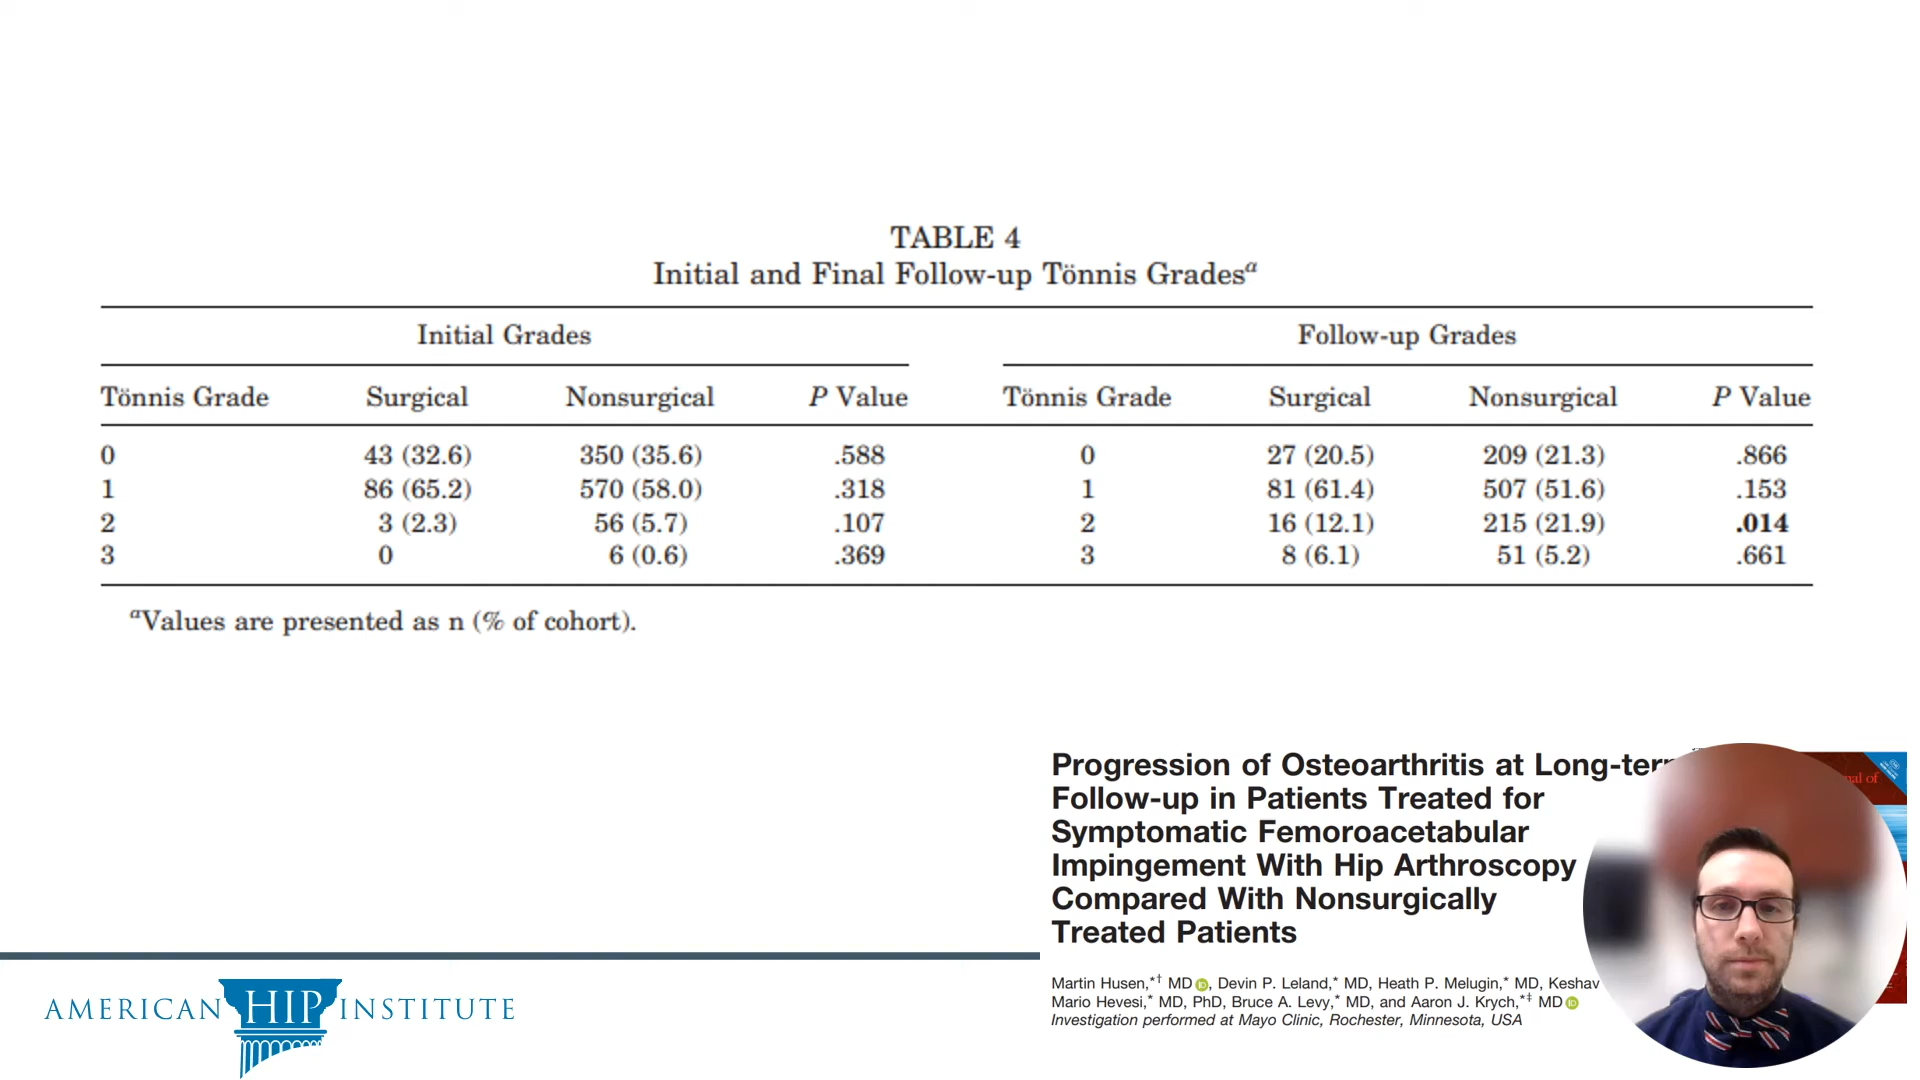 TABLE 4
Initial and Final Follow-up Tönnis Gradesa
Initial Grades Follow-up Grades
Tönnis Grade Surgical Nonsurgical P Value Tönnis Grade Surgical Nonsurgical P Value
0 43 (32.6) 350 (35.6) .588 0 27 (20.5) 209 (21.3) .866
1 86 (65.2) 570 (58.0) .318 1 81 (61.4) 507 (51.6) .153
2 3 (2.3) 56 (5.7) .107 2 16 (12.1) 215 (21.9) .014
3 0 6 (0.6) .369 3 8 (6.1) 51 (5.2) .661
aValues are presented as n (% of cohort).
Progression of Osteoarthritis at Long-ter
Follow-up in Patients Treated for
Symptomatic Femoroacetabular
Impingement With Hip Arthroscopy
Compared With Nonsurgically
Treated Patients
Martin Husen,*† MD iD, Devin P. Leland,* MD, Heath P. Melugin,* MD, Keshav
Mario Hevesi,* MD, PhD, Bruce A. Levy,* MD, and Aaron J. Krych,*‡ MD iD
Investigation performed at Mayo Clinic, Rochester, Minnesota, USA
nal of
AMERICAN HIP INSTITUTE